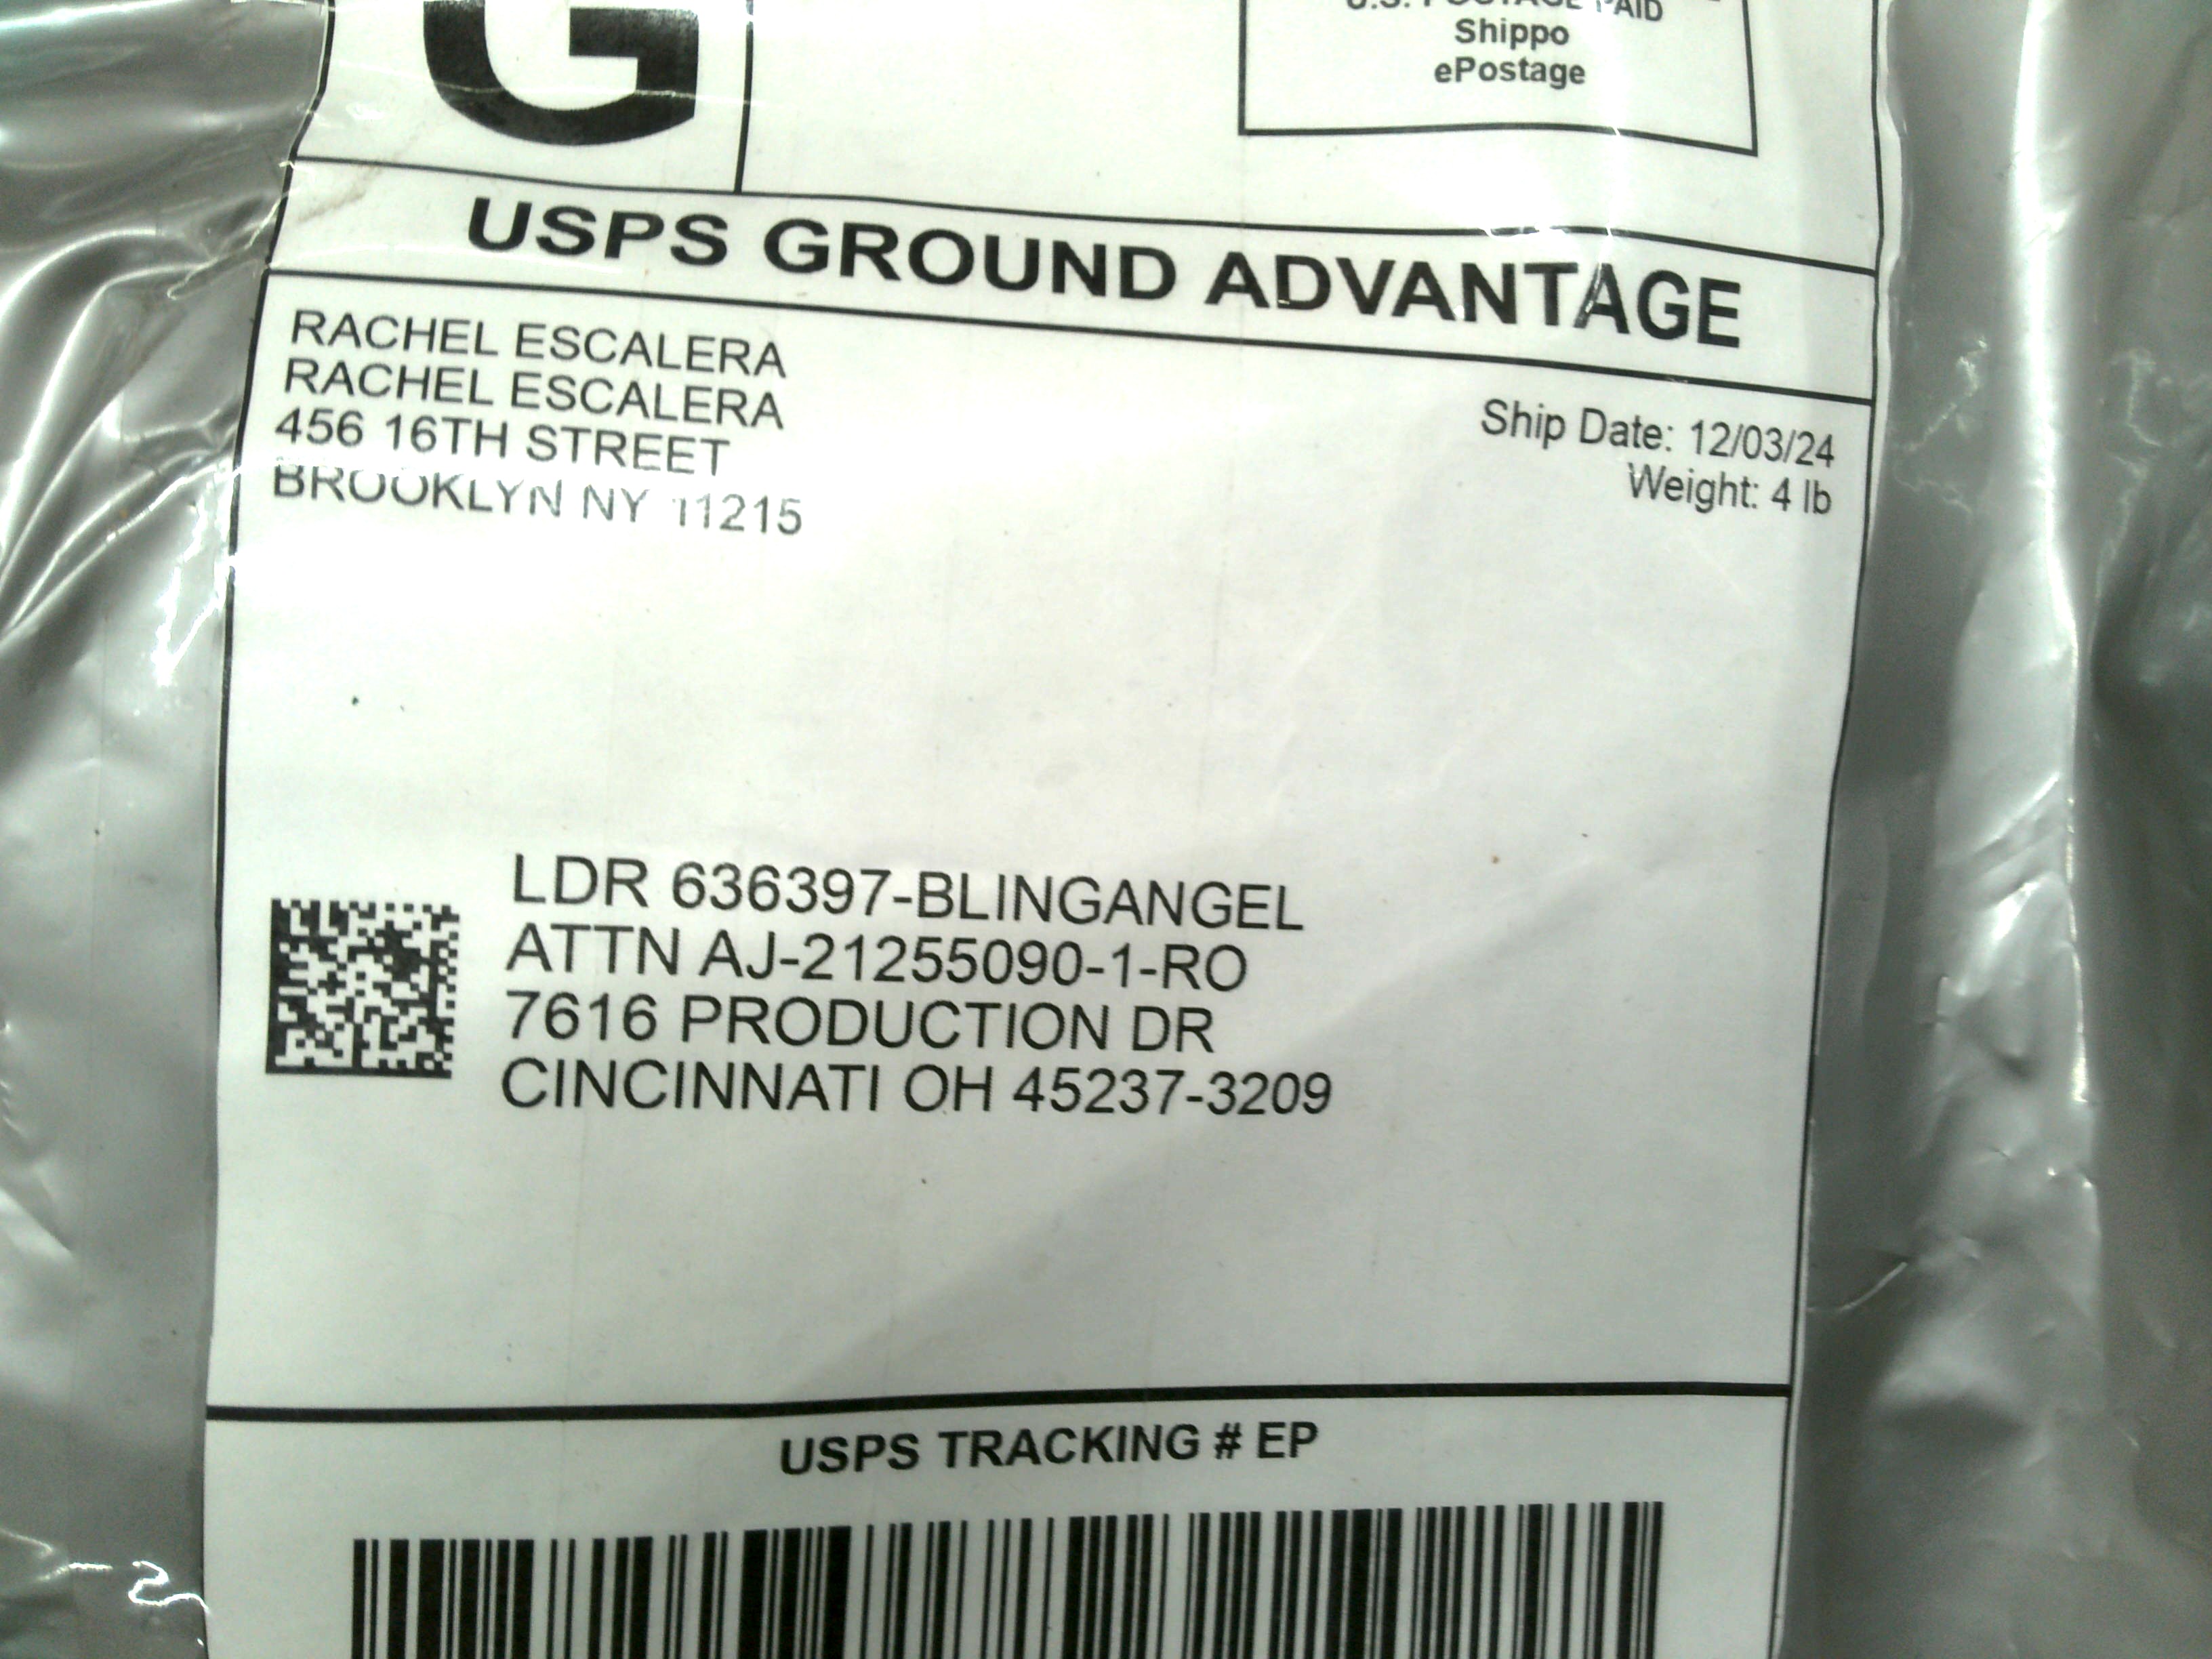 G
U.S. POSTAGE PAID
Shippo
ePostage
USPS GROUND ADVANTAGE
RACHEL ESCALERA
RACHEL ESCALERA
456 16TH STREET
BROOKLYN NY 11215
Ship Date: 12/03/24
Weight: 4 lb
LDR 636397-BLINGANGEL
ATTN AJ-21255090-1-RO
7616 PRODUCTION DR
CINCINNATI OH 45237-3209
USPS TRACKING # EP